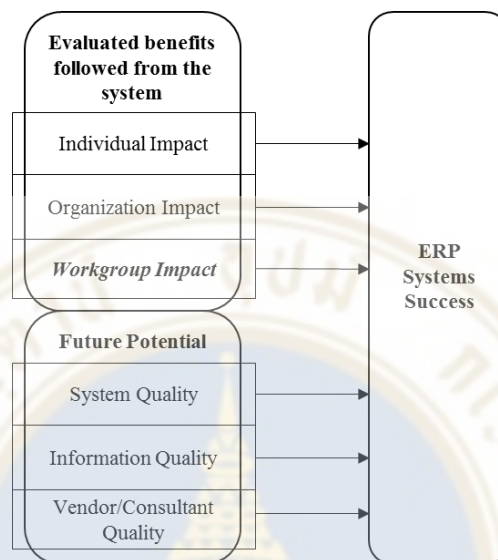 Evaluated benefits
followed from the
system
Individual Impact
Organization Impact
Workgroup Impact
ERP
Systems
Success
Future Potential
System Quality
Information Quality
Vendor/Consultant
Quality